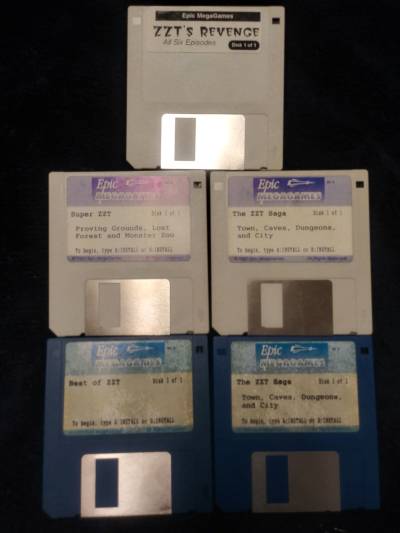 Epic MegaGames
ZZT'S REVENGE
All Six Episodes
Disk 1 of 1
Epic
MEGAGAMES
Super ZZT Disk 1 of 1
Proving Grounds, Lost
Forest and Monster Zoo
To begin, type A:INSTALL or B:INSTALL
Epic
MEGAGAMES
The ZZT Saga Disk 1 of 1
Town, Caves, Dungeons,
and City
To begin, type A:INSTALL or B:INSTALL
Epic
MEGAGAMES
Best of ZZT Disk 1 of 1
To begin, type A:INSTALL or B:INSTALL
Epic
MEGAGAMES
The ZZT Saga Disk 1 of 1
Town, Caves, Dungeons,
and City
To begin, type A:INSTALL or B:INSTALL